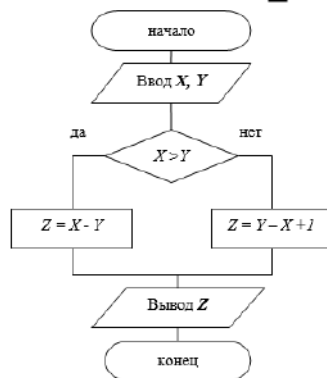 начало
Ввод X, Y
да
нет
X>Y
Z = X - Y
Z = Y – X +1
Вывод Z
конец